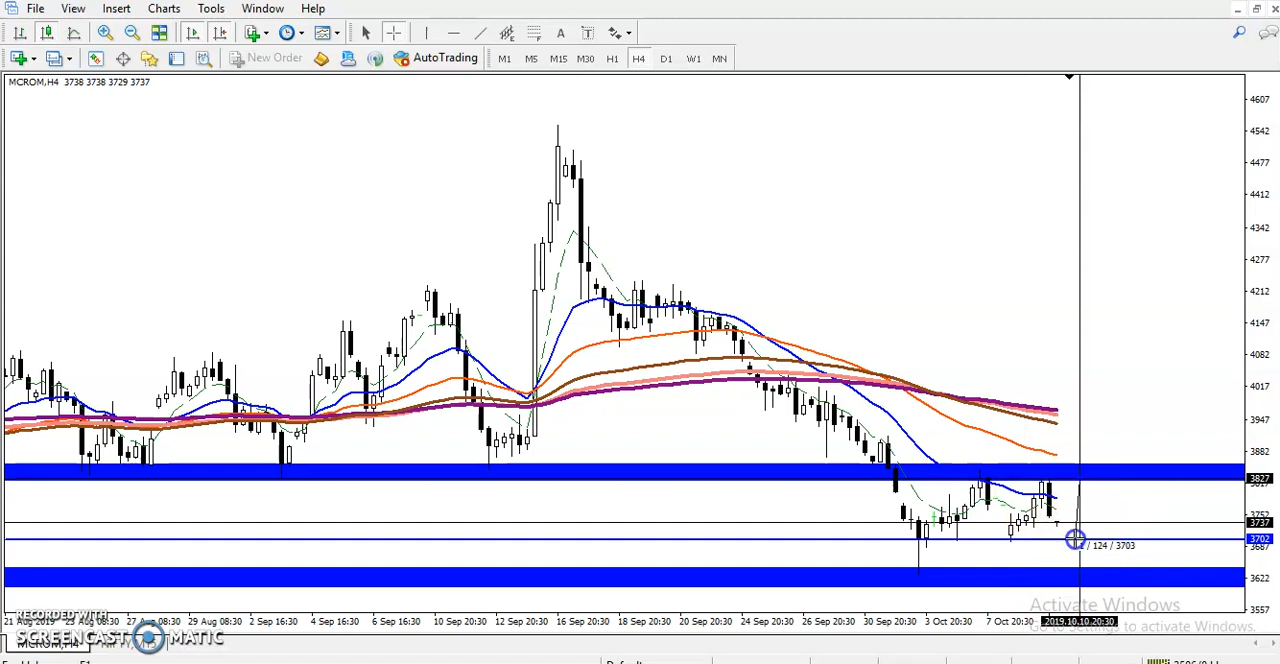 File View Insert Charts Tools Window Help
New Order AutoTrading M1 M5 M15 M30 H1 H4 D1 W1 MN
MCROM,H4 3738 3738 3729 3737
4607
4542
4477
4412
4342
4277
4212
4147
4082
4017
3947
3882
3827
3752
3737
3702
3687
3622
3557
/ 124 / 3703
Activate Windows
Go to Settings to activate Windows.
21 Aug 2019 23 Aug 08:30 27 Aug 08:30 29 Aug 08:30 2 Sep 16:30 4 Sep 16:30 6 Sep 16:30 10 Sep 20:30 12 Sep 20:30 16 Sep 20:30 18 Sep 20:30 20 Sep 20:30 24 Sep 20:30 26 Sep 20:30 30 Sep 20:30 3 Oct 20:30 7 Oct 20:30 2019.10.10 20:30
RECORDED WITH
SCREENCAST MATIC
MCROM,H4